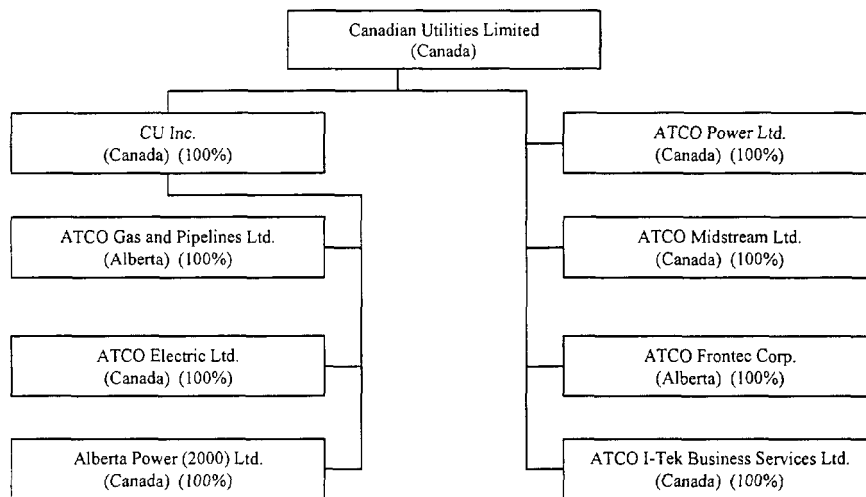 Canadian Utilities Limited
(Canada)
CU Inc.
(Canada) (100%)
ATCO Power Ltd.
(Canada) (100%)
ATCO Gas and Pipelines Ltd.
(Alberta) (100%)
ATCO Midstream Ltd.
(Canada) (100%)
ATCO Electric Ltd.
(Canada) (100%)
ATCO Frontec Corp.
(Alberta) (100%)
Alberta Power (2000) Ltd.
(Canada) (100%)
ATCO I-Tek Business Services Ltd.
(Canada) (100%)